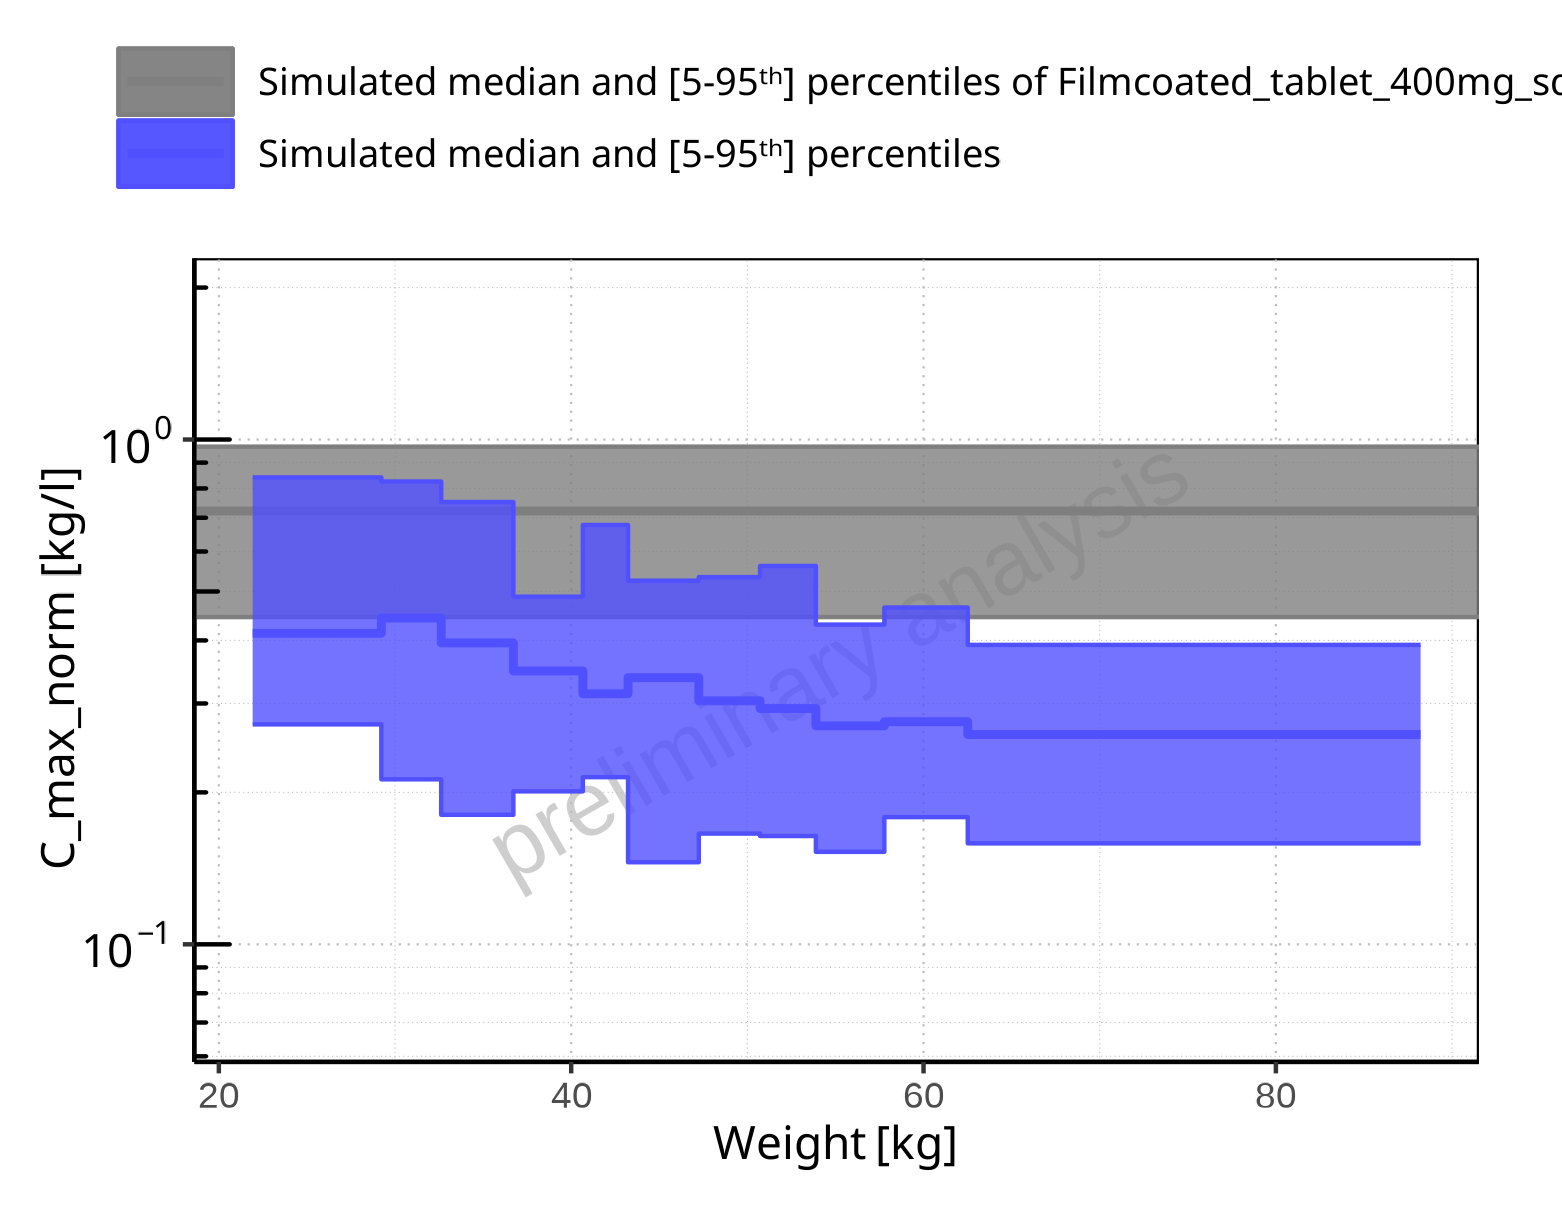 Simulated median and [5-95ᵗʰ] percentiles of Filmcoated_tablet_400mg_sc
Simulated median and [5-95ᵗʰ] percentiles
C_max_norm [kg/l]
10⁰
10⁻¹
preliminary analysis
20 40 60 80
Weight [kg]